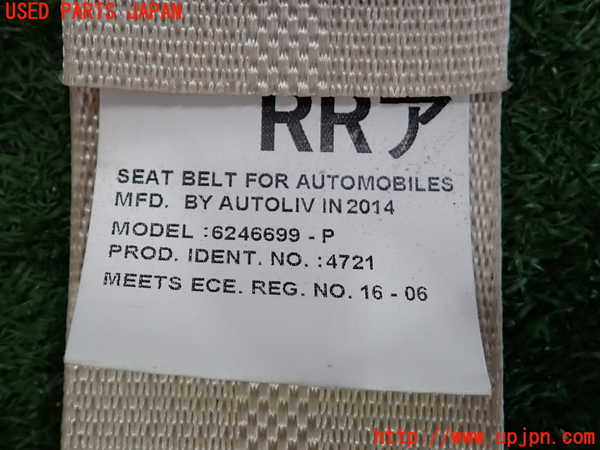 USED PARTS JAPAN
RRア
SEAT BELT FOR AUTOMOBILES
MFD. BY AUTOLIV IN 2014
MODEL :6246699 - P
PROD. IDENT. NO. :4721
MEETS ECE. REG. NO. 16 - 06
http://www.upjpn.com/